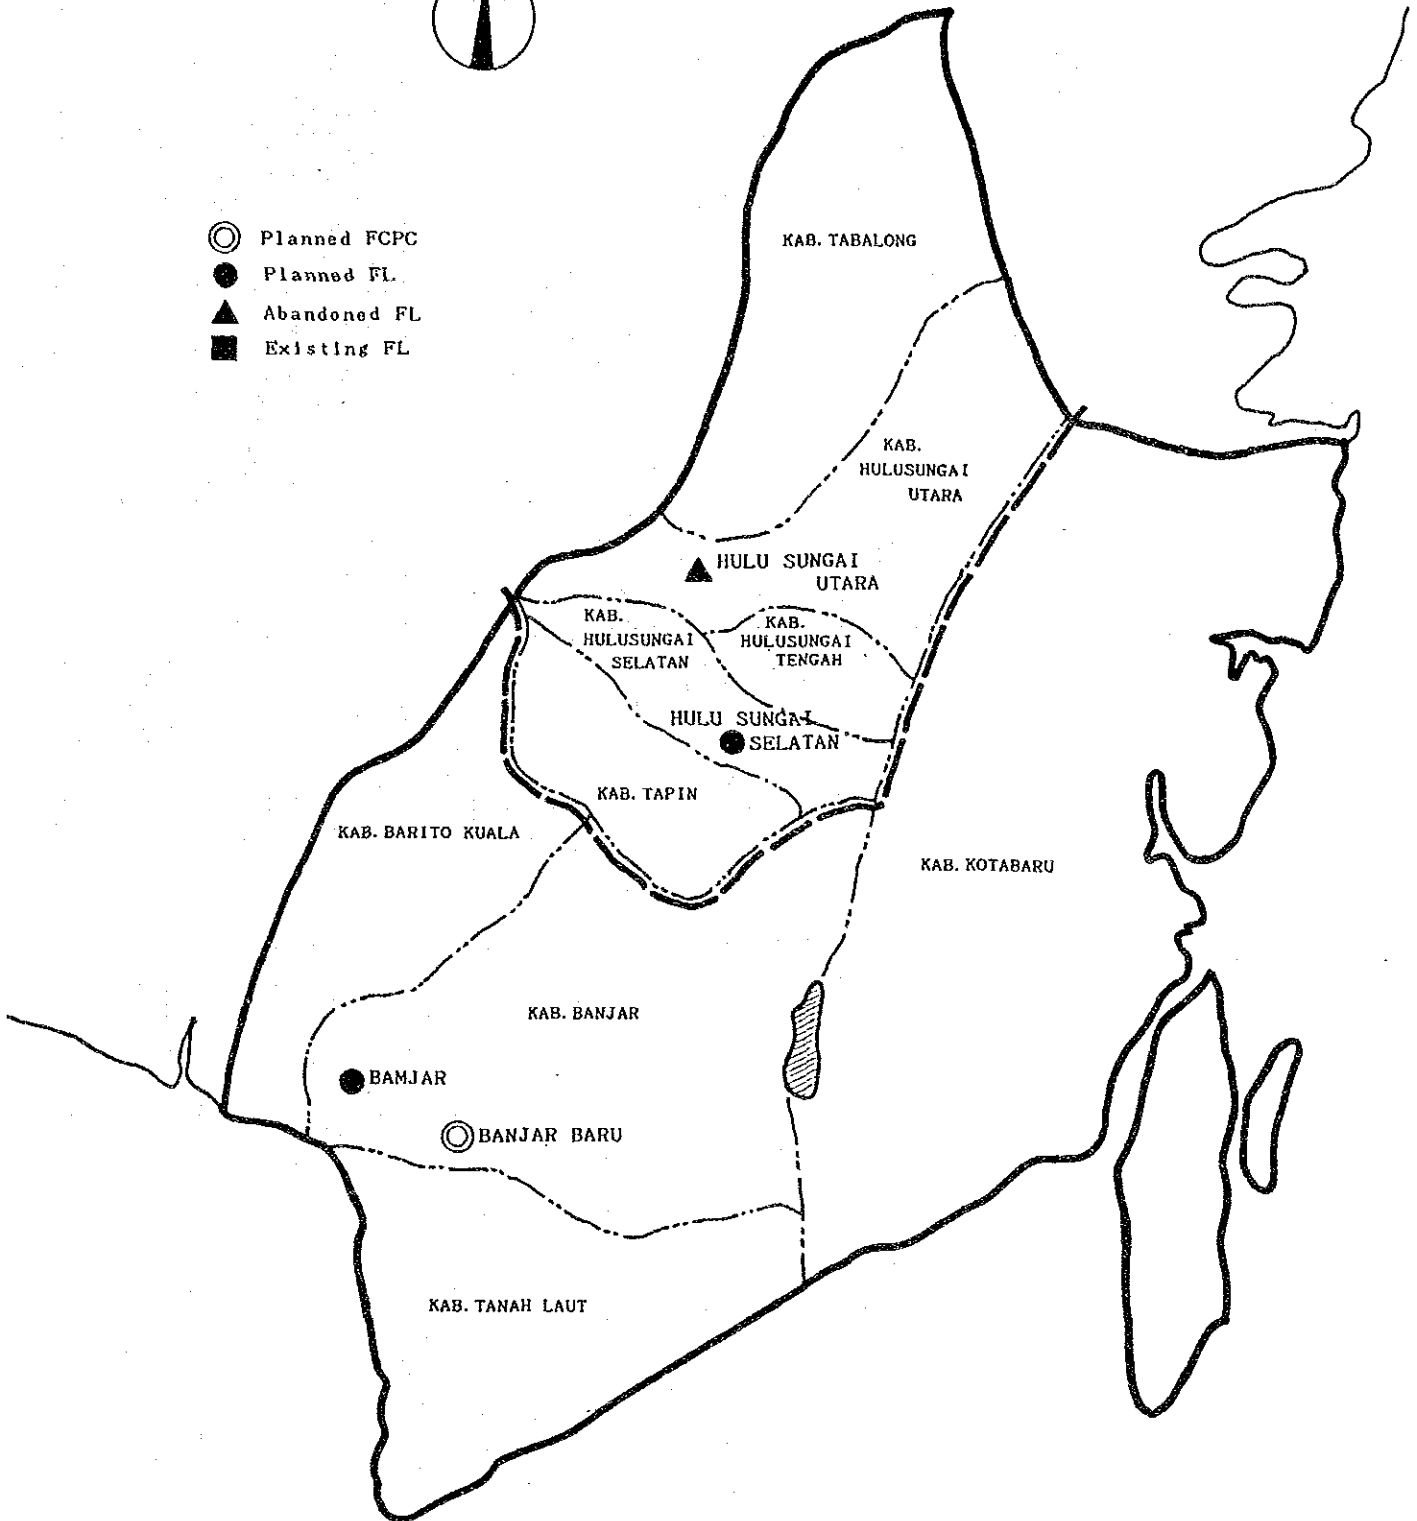 Planned FCPC
Planned FL
Abandoned FL
Existing FL
KAB. TABALONG
KAB.
HULUSUNGAI
UTARA
HULU SUNGAI
UTARA
KAB.
HULUSUNGAI
SELATAN
KAB.
HULUSUNGAI
TENGAH
HULU SUNGAI
SELATAN
KAB. TAPIN
KAB. BARITO KUALA
KAB. KOTABARU
KAB. BANJAR
BAMJAR
BANJAR BARU
KAB. TANAH LAUT